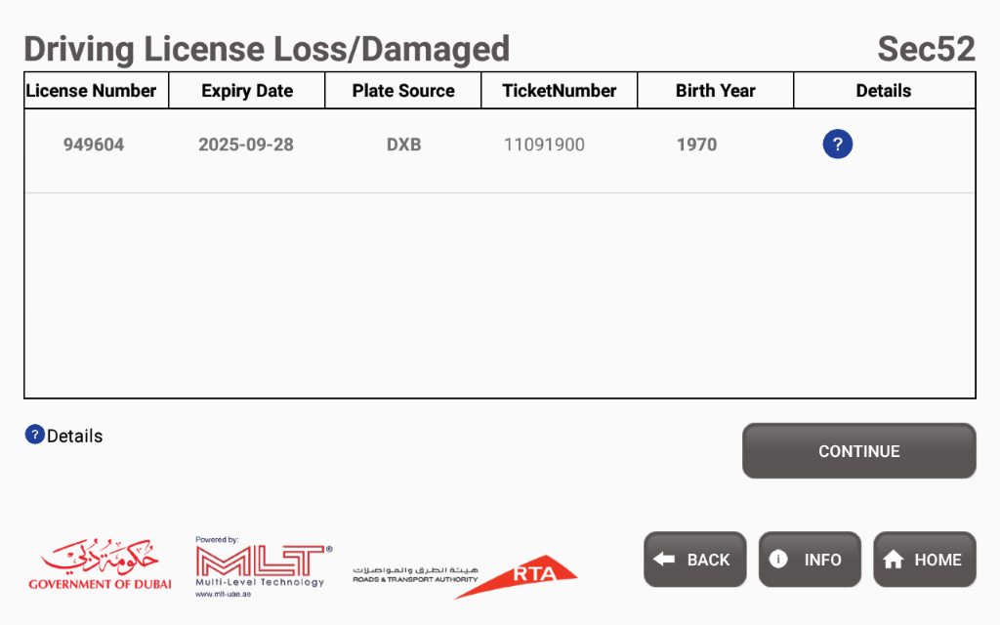 Driving License Loss/Damaged
Sec52
License Number Expiry Date Plate Source TicketNumber Birth Year Details
949604 2025-09-28 DXB 11091900 1970 ?
? Details
CONTINUE
حكومة دبي
GOVERNMENT OF DUBAI
Powered by:
MLT®
Multi-Level Technology
www.mlt-uae.ae
هيئة الطرق والمواصلات
ROADS & TRANSPORT AUTHORITY
RTA
BACK
INFO
HOME